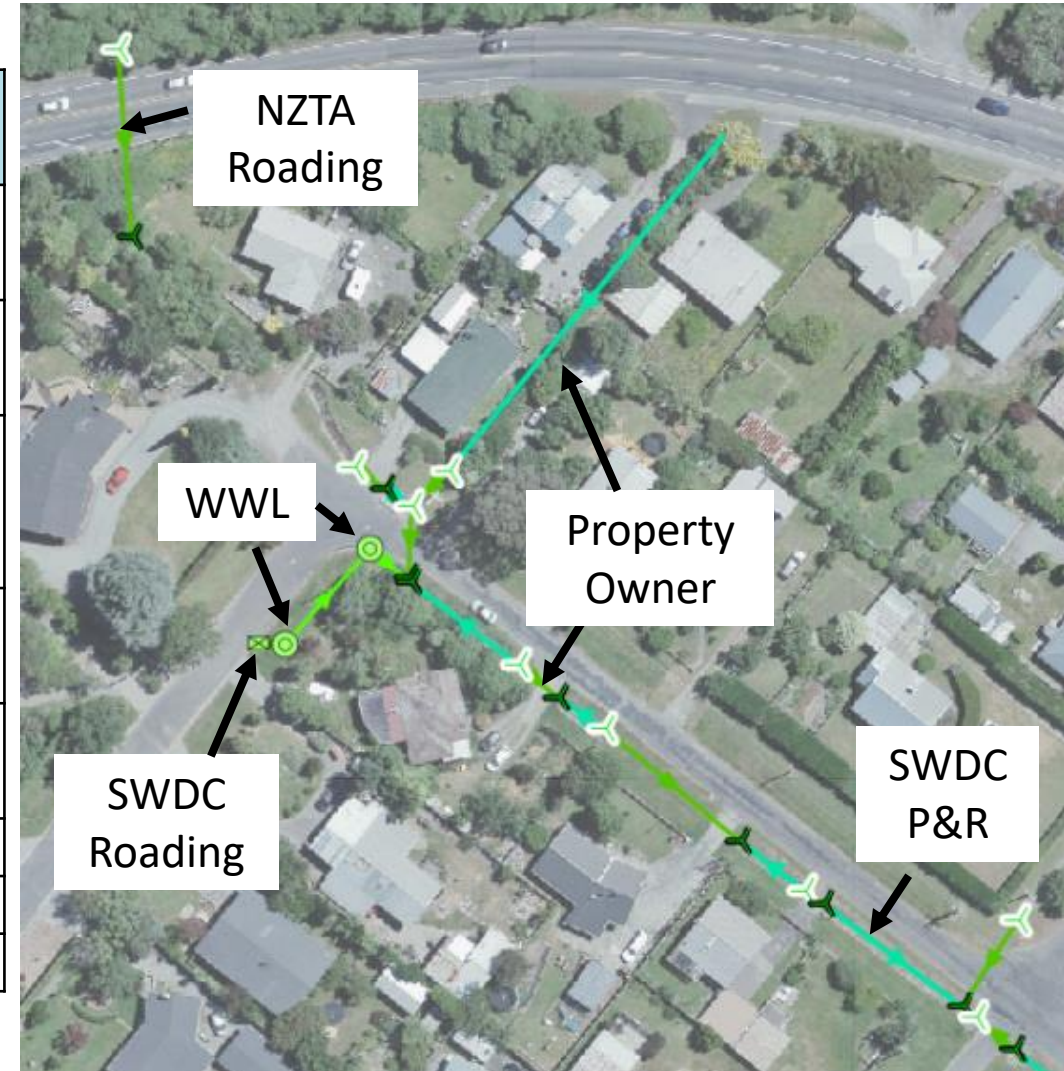 NZTA
Roading
WWL
Property
Owner
SWDC
Roading
SWDC
P&R